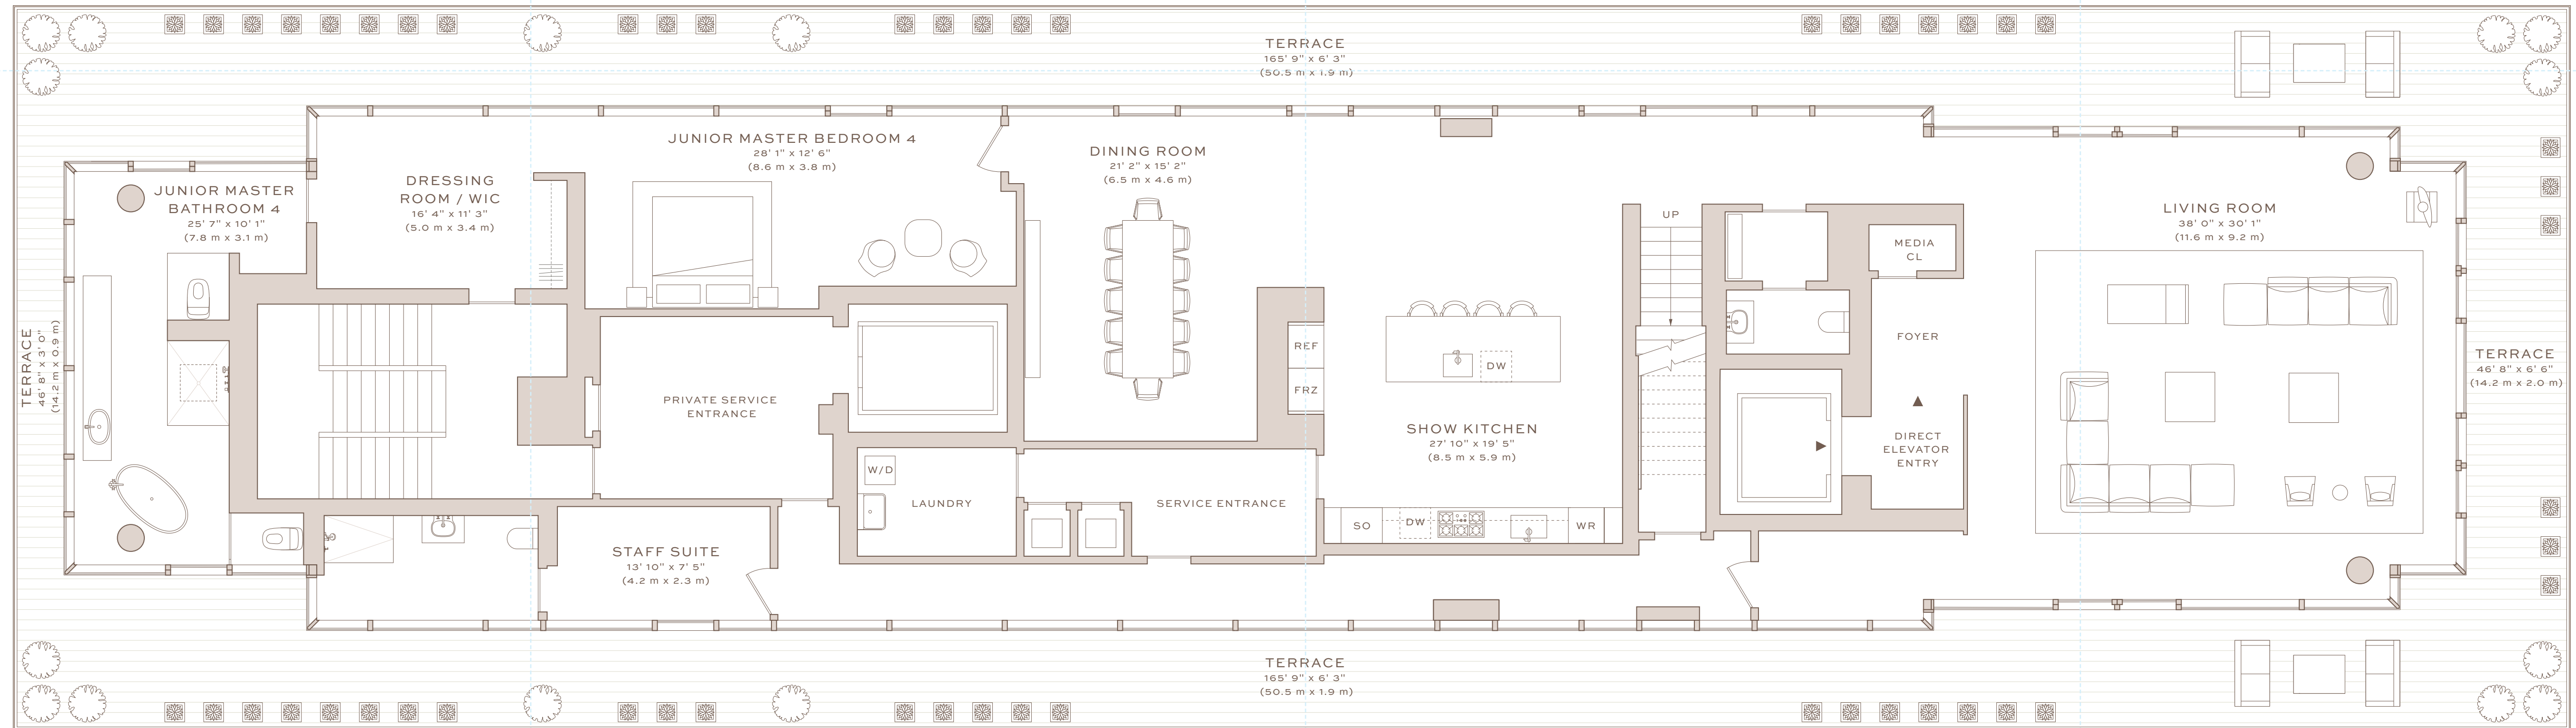 TERRACE
165' 9" x 6' 3"
(50.5 m x 1.9 m)
JUNIOR MASTER
BATHROOM 4
25' 7" x 10' 1"
(7.8 m x 3.1 m)
DRESSING
ROOM / WIC
16' 4" x 11' 3"
(5.0 m x 3.4 m)
JUNIOR MASTER BEDROOM 4
28' 1" x 12' 6"
(8.6 m x 3.8 m)
DINING ROOM
21' 2" x 15' 2"
(6.5 m x 4.6 m)
UP
MEDIA
CL
LIVING ROOM
38' 0" x 30' 1"
(11.6 m x 9.2 m)
TERRACE
46' 8" x 3' 0"
(14.2 m x 0.9 m)
REF
FRZ
DW
FOYER
TERRACE
46' 8" x 6' 6"
(14.2 m x 2.0 m)
PRIVATE SERVICE
ENTRANCE
SHOW KITCHEN
27' 10" x 19' 5"
(8.5 m x 5.9 m)
DIRECT
ELEVATOR
ENTRY
W/D
LAUNDRY
SERVICE ENTRANCE
SO
DW
WR
STAFF SUITE
13' 10" x 7' 5"
(4.2 m x 2.3 m)
TERRACE
165' 9" x 6' 3"
(50.5 m x 1.9 m)